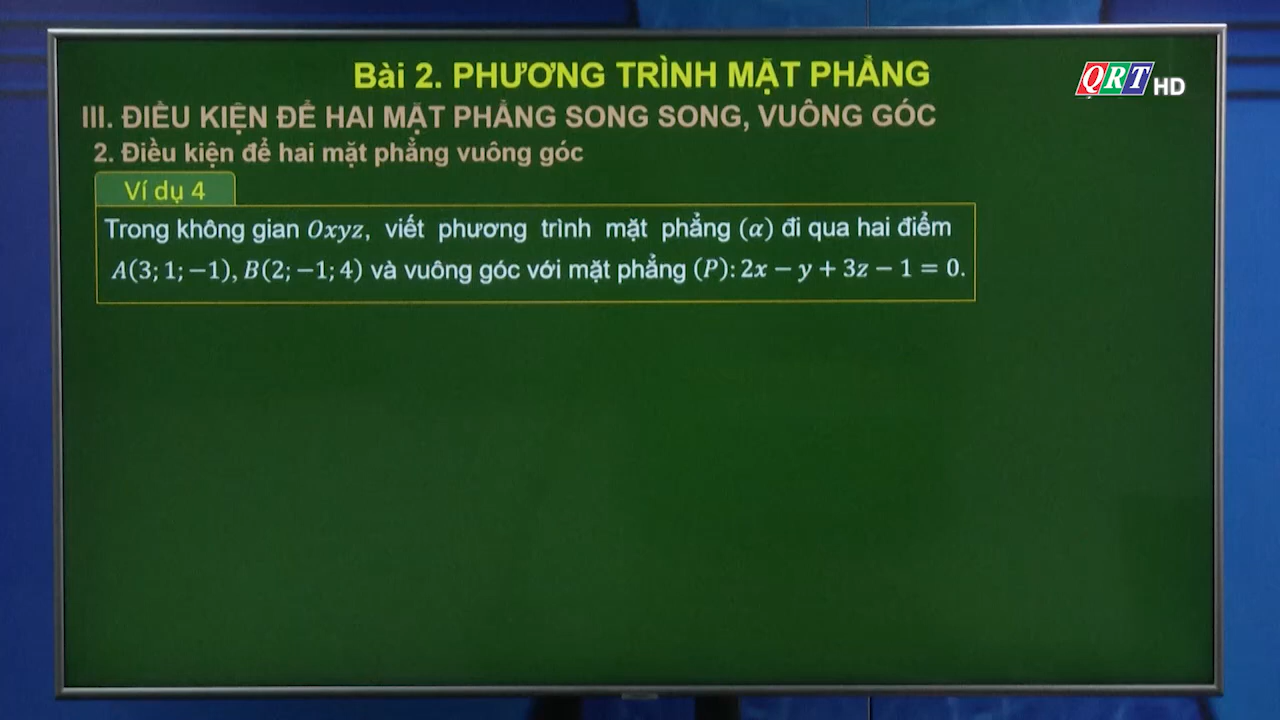 Bài 2. PHƯƠNG TRÌNH MẶT PHẲNG
QRT HD
III. ĐIỀU KIỆN ĐỂ HAI MẶT PHẲNG SONG SONG, VUÔNG GÓC
2. Điều kiện để hai mặt phẳng vuông góc
Ví dụ 4
Trong không gian Oxyz, viết phương trình mặt phẳng (α) đi qua hai điểm
A(3; 1; −1), B(2; −1; 4) và vuông góc với mặt phẳng (P): 2x − y + 3z − 1 = 0.